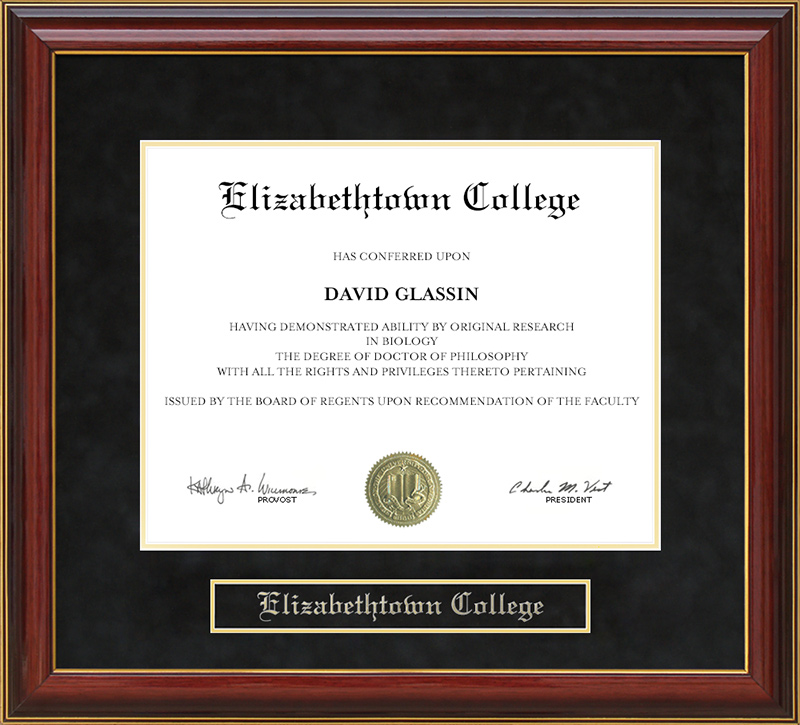 Elizabethtown College
HAS CONFERRED UPON
DAVID GLASSIN
HAVING DEMONSTRATED ABILITY BY ORIGINAL RESEARCH
IN BIOLOGY
THE DEGREE OF DOCTOR OF PHILOSOPHY
WITH ALL THE RIGHTS AND PRIVILEGES THERETO PERTAINING
ISSUED BY THE BOARD OF REGENTS UPON RECOMMENDATION OF THE FACULTY
Charles M. Vest
PROVOST
PRESIDENT
Elizabethtown College